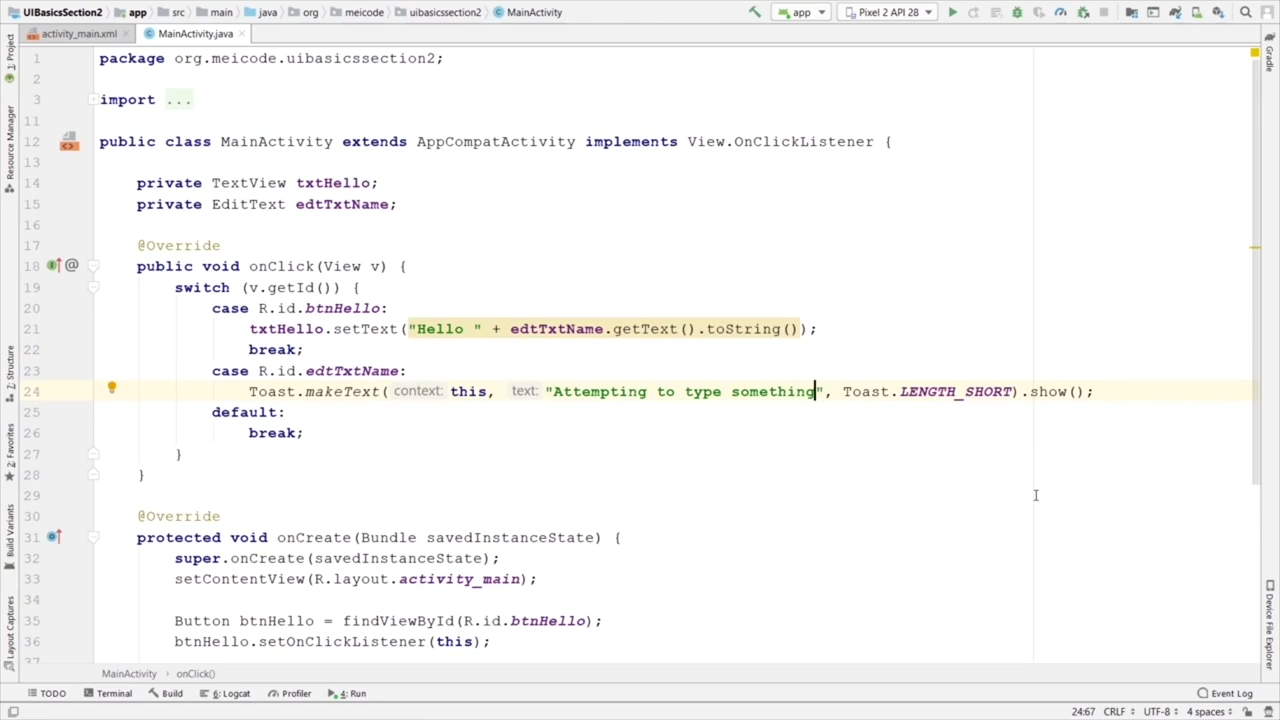 UIBasicsSection2 app src main java org meicode uibasicssection2 MainActivity app Pixel 2 API 28
activity_main.xml MainActivity.java
1: Project
Resource Manager
7: Structure
2: Favorites
Build Variants
Layout Captures
Gradle
Device File Explorer
1 package org.meicode.uibasicssection2;
2
3 import ...
11
12 public class MainActivity extends AppCompatActivity implements View.OnClickListener {
13
14 private TextView txtHello;
15 private EditText edtTxtName;
16
17 @Override
18 public void onClick(View v) {
19 switch (v.getId()) {
20 case R.id.btnHello:
21 txtHello.setText("Hello " + edtTxtName.getText().toString());
22 break;
23 case R.id.edtTxtName:
24 Toast.makeText( context: this, text: "Attempting to type something", Toast.LENGTH_SHORT).show();
25 default:
26 break;
27 }
28 }
29
30 @Override
31 protected void onCreate(Bundle savedInstanceState) {
32 super.onCreate(savedInstanceState);
33 setContentView(R.layout.activity_main);
34
35 Button btnHello = findViewById(R.id.btnHello);
36 btnHello.setOnClickListener(this);
37
MainActivity › onClick()
TODO Terminal Build 6: Logcat Profiler 4: Run Event Log
24:67 CRLF UTF-8 4 spaces